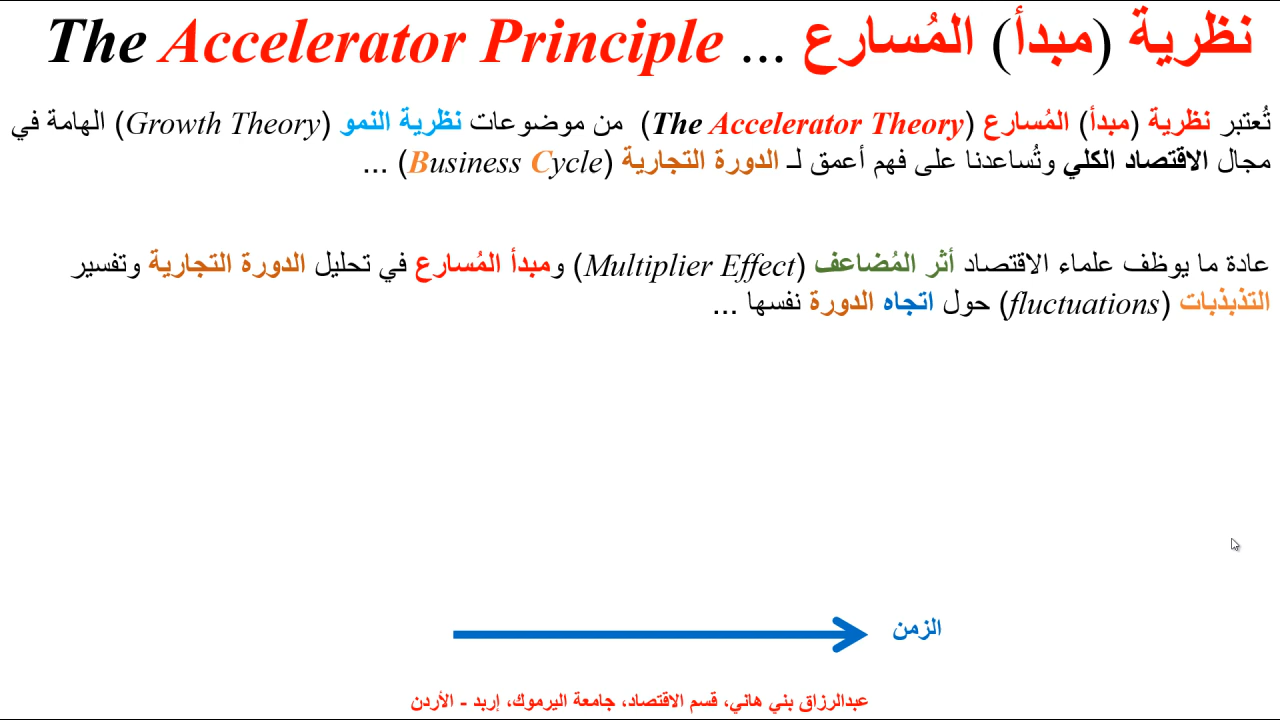 نظرية (مبدأ) المُسارع ... The Accelerator Principle
تُعتبر نظرية (مبدأ) المُسارع (The Accelerator Theory) من موضوعات نظرية النمو (Growth Theory) الهامة في
مجال الاقتصاد الكلي وتُساعدنا على فهم أعمق لـ الدورة التجارية (Business Cycle) ...
عادة ما يوظف علماء الاقتصاد أثر المُضاعف (Multiplier Effect) ومبدأ المُسارع في تحليل الدورة التجارية وتفسير
التذبذبات (fluctuations) حول اتجاه الدورة نفسها ...
الزمن
عبدالرزاق بني هاني، قسم الاقتصاد، جامعة اليرموك، إربد - الأردن